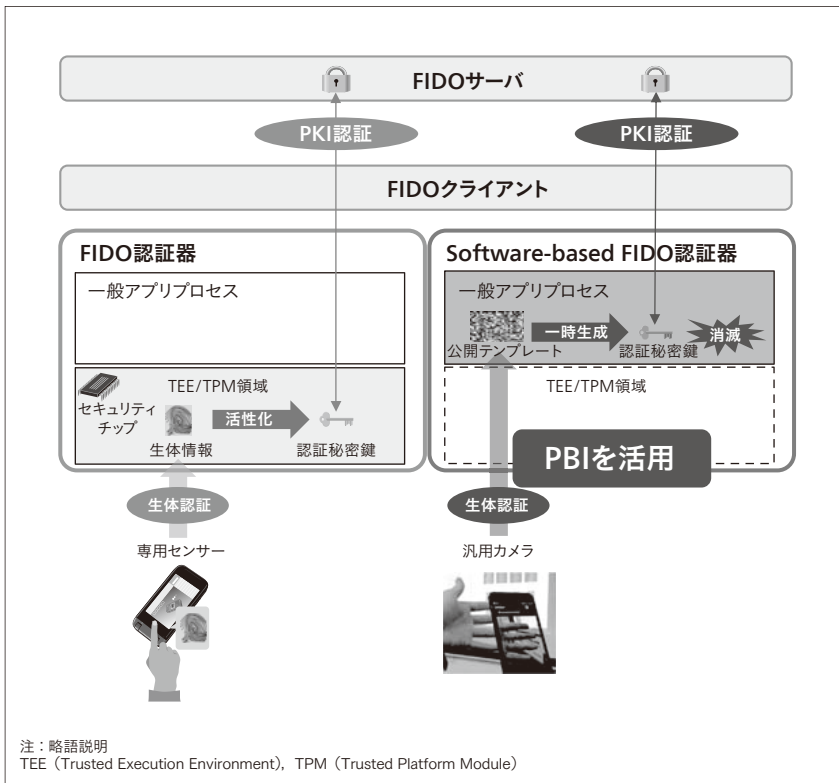 FIDOサーバ
PKI認証
PKI認証
FIDOクライアント
FIDO認証器
一般アプリプロセス
TEE/TPM領域
セキュリティ
チップ
生体情報
活性化
認証秘密鍵
生体認証
専用センサー
Software-based FIDO認証器
一般アプリプロセス
公開テンプレート
一時生成
認証秘密鍵
消滅
TEE/TPM領域
PBIを活用
生体認証
汎用カメラ
注：略語説明
TEE（Trusted Execution Environment），TPM（Trusted Platform Module）